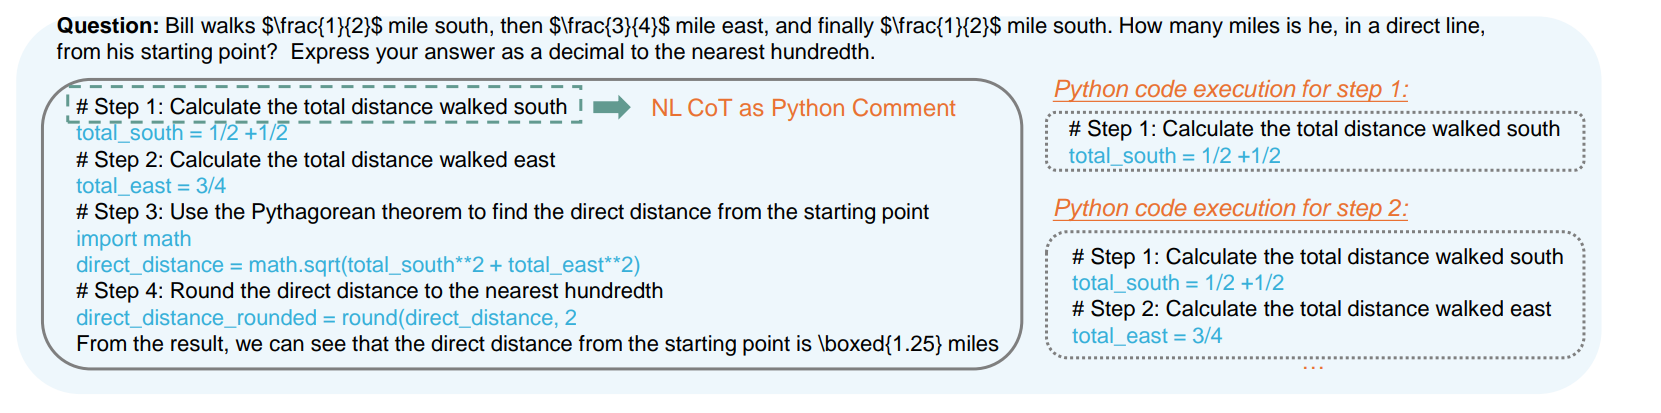 Question: Bill walks $\frac{1}{2}$ mile south, then $\frac{3}{4}$ mile east, and finally $\frac{1}{2}$ mile south. How many miles is he, in a direct line,
from his starting point?  Express your answer as a decimal to the nearest hundredth.
# Step 1: Calculate the total distance walked south
NL CoT as Python Comment
total_south = 1/2 +1/2
# Step 2: Calculate the total distance walked east
total_east = 3/4
# Step 3: Use the Pythagorean theorem to find the direct distance from the starting point
import math
direct_distance = math.sqrt(total_south**2 + total_east**2)
# Step 4: Round the direct distance to the nearest hundredth
direct_distance_rounded = round(direct_distance, 2
From the result, we can see that the direct distance from the starting point is \boxed{1.25} miles
Python code execution for step 1:
# Step 1: Calculate the total distance walked south
total_south = 1/2 +1/2
Python code execution for step 2:
# Step 1: Calculate the total distance walked south
total_south = 1/2 +1/2
# Step 2: Calculate the total distance walked east
total_east = 3/4
...